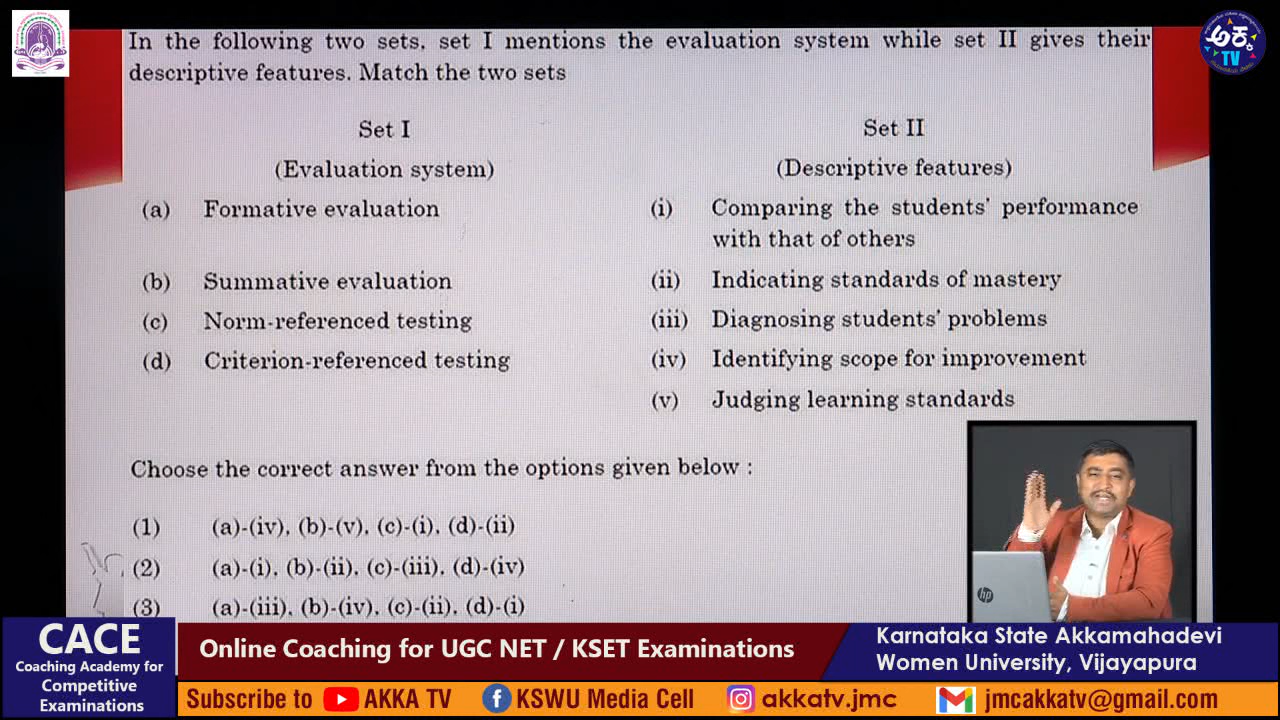 In the following two sets, set I mentions the evaluation system while set II gives their
descriptive features. Match the two sets
ಅಕ್ಕ
TV
Set I
Set II
(Evaluation system)
(Descriptive features)
(a) Formative evaluation
(i) Comparing the students' performance
with that of others
(b) Summative evaluation
(ii) Indicating standards of mastery
(c) Norm-referenced testing
(iii) Diagnosing students' problems
(d) Criterion-referenced testing
(iv) Identifying scope for improvement
(v) Judging learning standards
Choose the correct answer from the options given below :
(1) (a)-(iv), (b)-(v), (c)-(i), (d)-(ii)
(2) (a)-(i), (b)-(ii), (c)-(iii), (d)-(iv)
(3) (a)-(iii), (b)-(iv), (c)-(ii), (d)-(i)
hp
CACE
Coaching Academy for
Competitive
Examinations
Online Coaching for UGC NET / KSET Examinations
Karnataka State Akkamahadevi
Women University, Vijayapura
Subscribe to AKKA TV KSWU Media Cell akkatv.jmc jmcakkatv@gmail.com